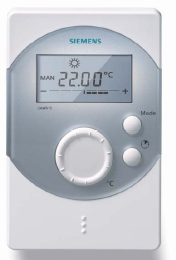 SIEMENS
MAN 22.00 °C
− +
Mode
°C